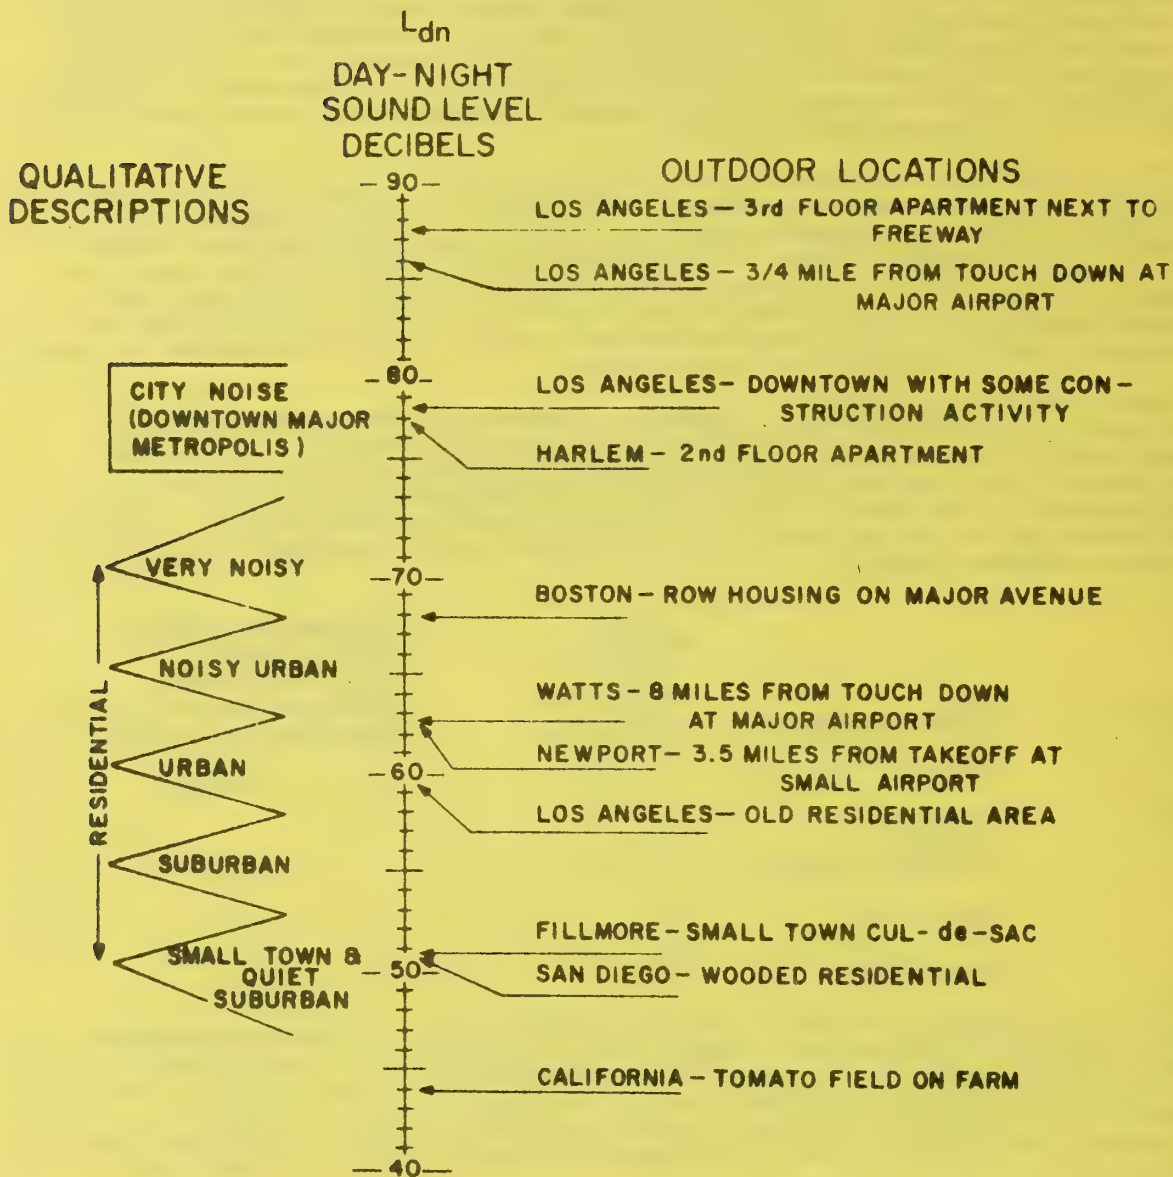 Ldn
DAY-NIGHT
SOUND LEVEL
DECIBELS
QUALITATIVE
DESCRIPTIONS
OUTDOOR LOCATIONS
-90-
LOS ANGELES - 3rd FLOOR APARTMENT NEXT TO
FREEWAY
LOS ANGELES - 3/4 MILE FROM TOUCH DOWN AT
MAJOR AIRPORT
-80-
CITY NOISE
(DOWNTOWN MAJOR
METROPOLIS)
LOS ANGELES - DOWNTOWN WITH SOME CON-
STRUCTION ACTIVITY
HARLEM - 2nd FLOOR APARTMENT
RESIDENTIAL
VERY NOISY
-70-
BOSTON - ROW HOUSING ON MAJOR AVENUE
NOISY URBAN
WATTS - 8 MILES FROM TOUCH DOWN
AT MAJOR AIRPORT
NEWPORT - 3.5 MILES FROM TAKEOFF AT
SMALL AIRPORT
URBAN
-60-
LOS ANGELES - OLD RESIDENTIAL AREA
SUBURBAN
FILLMORE - SMALL TOWN CUL-de-SAC
SMALL TOWN &
QUIET
SUBURBAN
-50-
SAN DIEGO - WOODED RESIDENTIAL
CALIFORNIA - TOMATO FIELD ON FARM
-40-